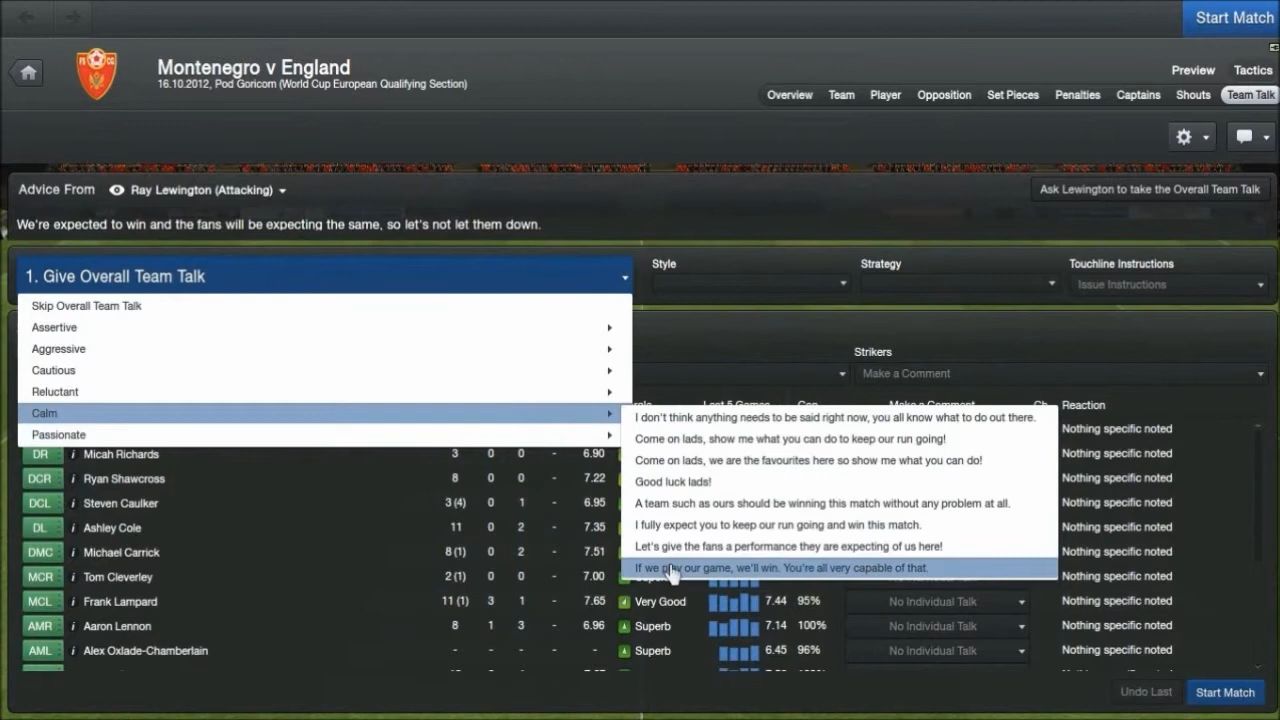 Start Match
Montenegro v England
16.10.2012, Pod Goricom (World Cup European Qualifying Section)
Preview Tactics
Overview Team Player Opposition Set Pieces Penalties Captains Shouts Team Talk
Advice From Ray Lewington (Attacking)
Ask Lewington to take the Overall Team Talk
We're expected to win and the fans will be expecting the same, so let's not let them down.
1. Give Overall Team Talk
Style Strategy Touchline Instructions
Issue Instructions
Skip Overall Team Talk
Assertive
Aggressive
Cautious
Reluctant
Calm
Passionate
Strikers
Make a Comment
Last 5 Games Con Make a Comment Reaction
I don't think anything needs to be said right now, you all know what to do out there.
Come on lads, show me what you can do to keep our run going!
Come on lads, we are the favourites here so show me what you can do!
Good luck lads!
A team such as ours should be winning this match without any problem at all.
I fully expect you to keep our run going and win this match.
Let's give the fans a performance they are expecting of us here!
If we play our game, we'll win. You're all very capable of that.
Nothing specific noted
DR i Micah Richards 3 0 0 - 6.90 Nothing specific noted
DCR i Ryan Shawcross 8 0 0 - 7.22 Nothing specific noted
DCL i Steven Caulker 3 (4) 0 1 - 6.95 Nothing specific noted
DL i Ashley Cole 11 0 2 - 7.35 Nothing specific noted
DMC i Michael Carrick 8 (1) 0 2 - 7.51 Nothing specific noted
MCR i Tom Cleverley 2 (1) 0 0 - 7.00 Superb Nothing specific noted
MCL i Frank Lampard 11 (1) 3 1 - 7.65 Very Good 7.44 95% No Individual Talk Nothing specific noted
AMR i Aaron Lennon 8 1 3 - 6.96 Superb 7.14 100% No Individual Talk Nothing specific noted
AML i Alex Oxlade-Chamberlain - - - - - Superb 6.45 96% No Individual Talk Nothing specific noted
Undo Last Start Match